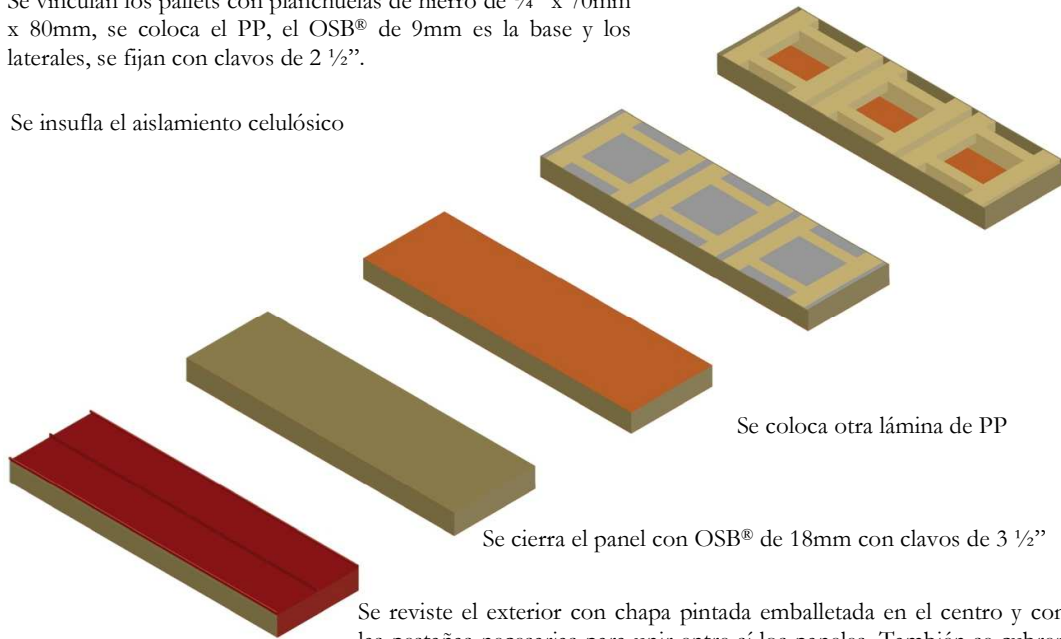 Se vinculan los pallets con planchuelas de hierro de ¼” x 70mm
x 80mm, se coloca el PP, el OSB® de 9mm es la base y los
laterales, se fijan con clavos de 2 ½”.
Se insufla el aislamiento celulósico
Se coloca otra lámina de PP
Se cierra el panel con OSB® de 18mm con clavos de 3 ½”
Se reviste el exterior con chapa pintada emballetada en el centro y con
las pestañas necesarias para unir entre sí los paneles. También se cubren